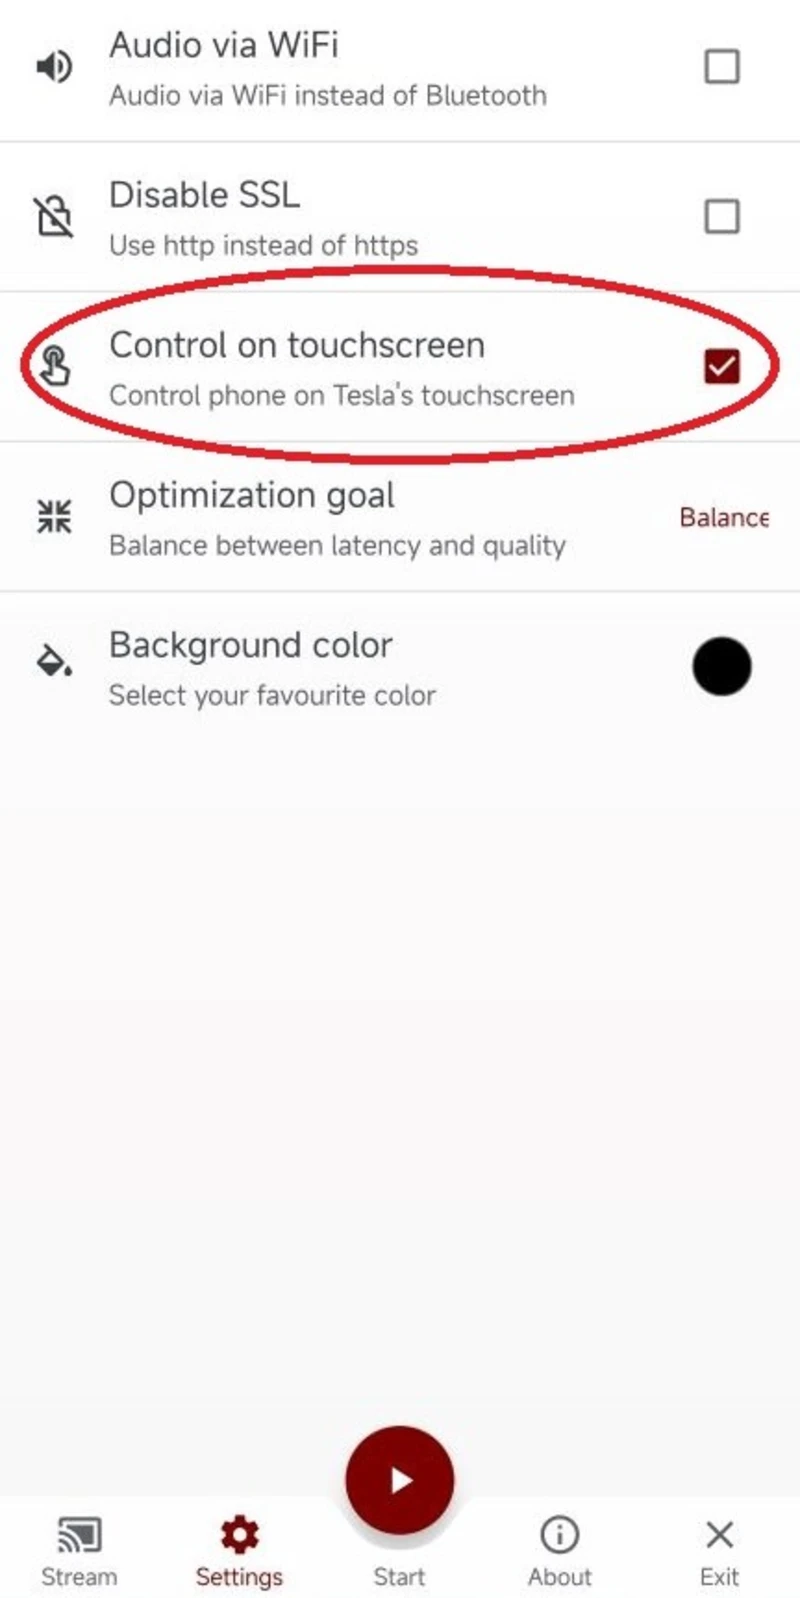 Audio via WiFi
Audio via WiFi instead of Bluetooth
Disable SSL
Use http instead of https
Control on touchscreen
Control phone on Tesla's touchscreen
Optimization goal
Balance between latency and quality
Balance
Background color
Select your favourite color
Stream
Settings
Start
About
Exit